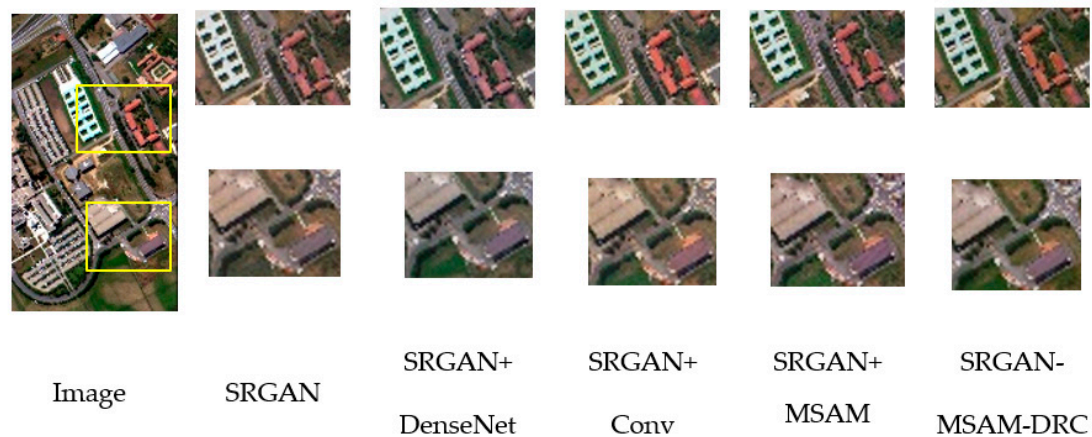 Image
SRGAN
SRGAN+
DenseNet
SRGAN+
Conv
SRGAN+
MSAM
SRGAN-
MSAM-DRC